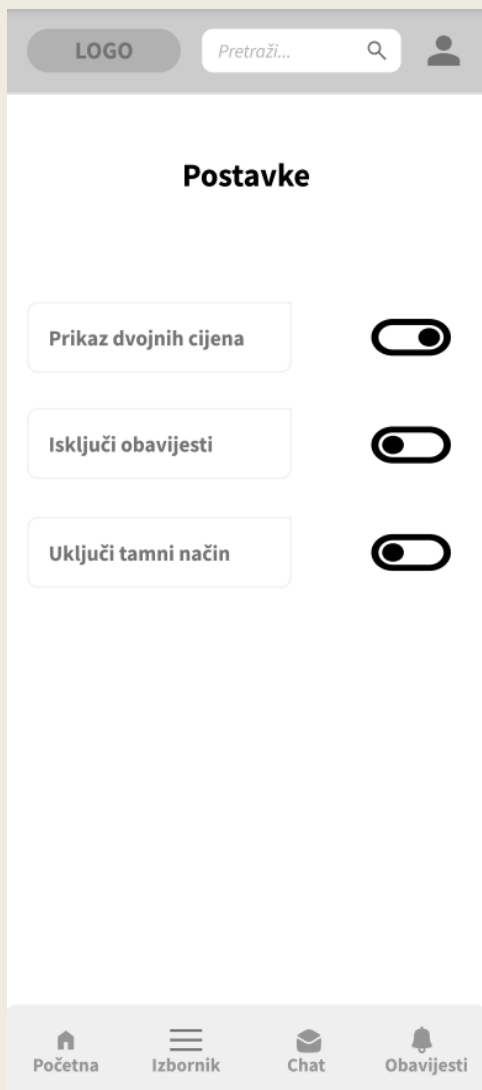 LOGO
Pretraži...
Postavke
Prikaz dvojnih cijena
Isključi obavijesti
Uključi tamni način
Početna
Izbornik
Chat
Obavijesti